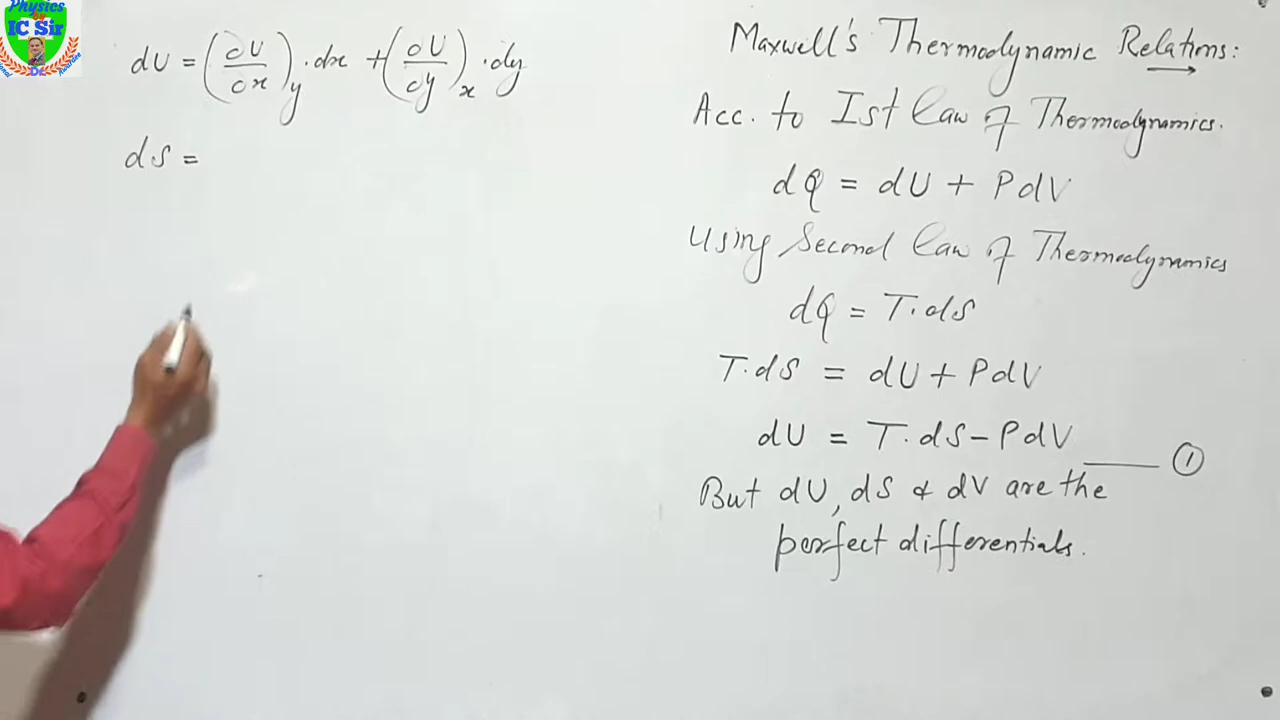 Physics
by
IC Sir
dU = (∂U/∂x)y · dx + (∂U/∂y)x · dy
dS =
Maxwell's Thermodynamic Relations:
Acc. to Ist Law of Thermodynamics.
dQ = dU + PdV
Using Second Law of Thermodynamics
dQ = T·dS
T·dS = dU + PdV
dU = T·dS - PdV ①
But dU, dS & dV are the
perfect differentials.